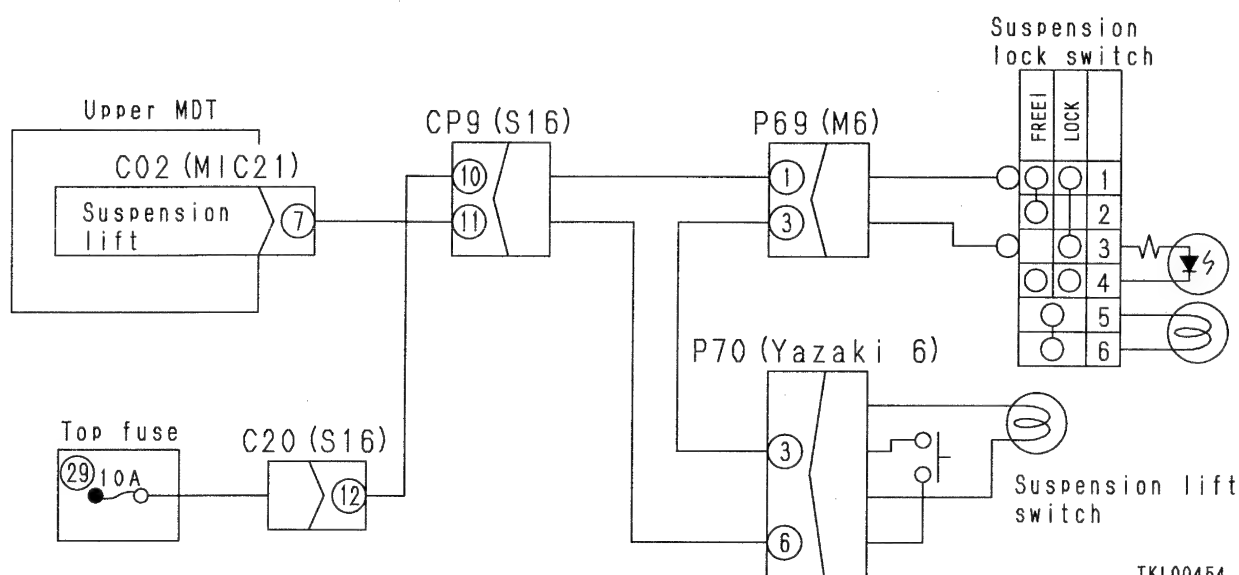 Suspension
lock switch
Upper MDT
CP9 (S16)
P69 (M6)
FREE
LOCK
C02 (MIC21)
Suspension
lift
7
10
11
1
3
1
2
3
4
5
6
P70 (Yazaki 6)
Top fuse
C20 (S16)
29
10A
12
3
6
Suspension lift
switch